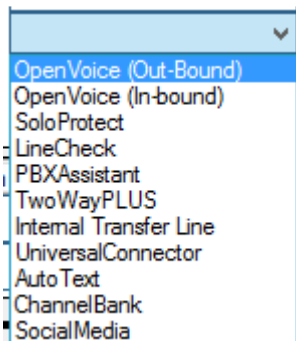 OpenVoice (Out-Bound)
OpenVoice (In-bound)
SoloProtect
LineCheck
PBXAssistant
TwoWayPLUS
Internal Transfer Line
UniversalConnector
AutoText
ChannelBank
SocialMedia